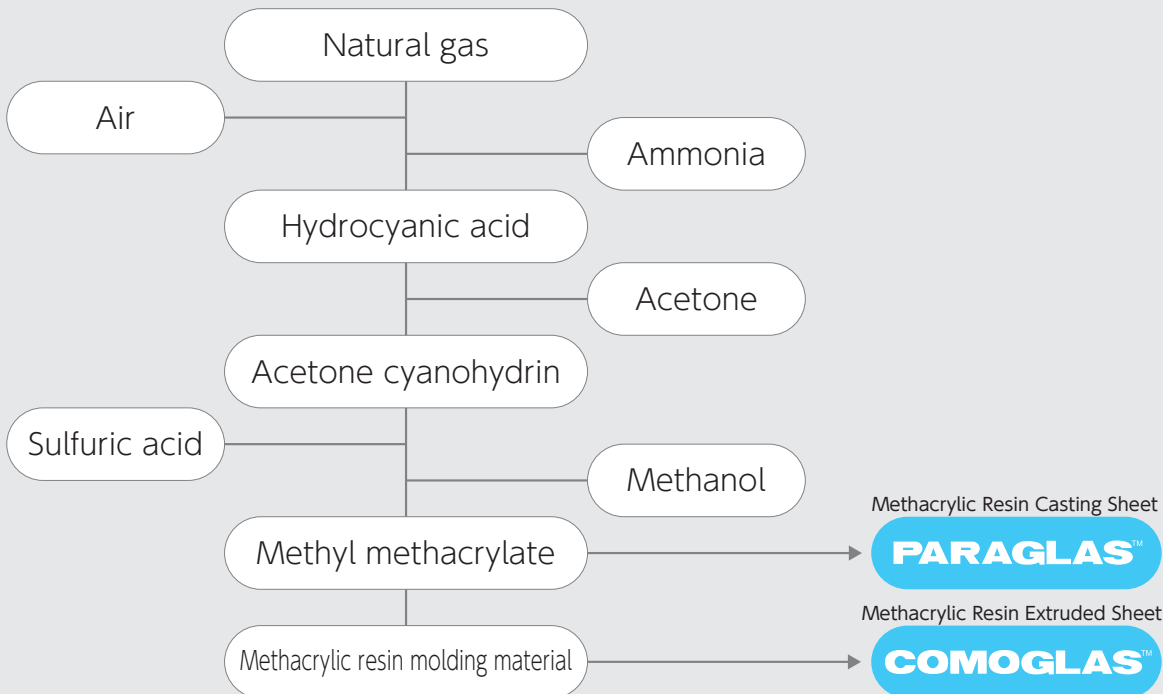 Natural gas
Air
Ammonia
Hydrocyanic acid
Acetone
Acetone cyanohydrin
Sulfuric acid
Methanol
Methacrylic Resin Casting Sheet
Methyl methacrylate
PARAGLAS™
Methacrylic Resin Extruded Sheet
Methacrylic resin molding material
COMOGLAS™